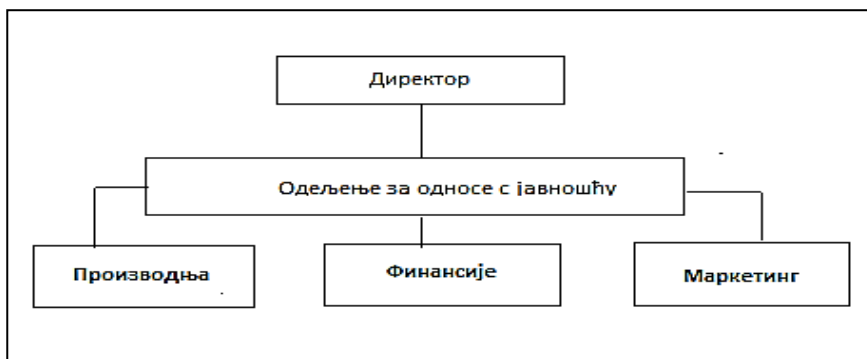 Директор
Одељење за односе с јавношћу
Производња
Финансије
Маркетинг